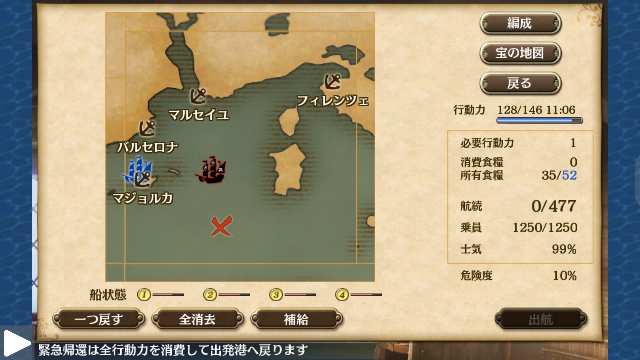 編成
宝の地図
戻る
行動力 128/146 11:06
フィレンツェ
マルセイユ
バルセロナ
マジョルカ
必要行動力 1
消費食糧 0
所有食糧 35/52
航続 0/477
乗員 1250/1250
士気 99%
危険度 10%
船状態 1 2 3 4
一つ戻す 全消去 補給 出航
緊急帰還は全行動力を消費して出発港へ戻ります